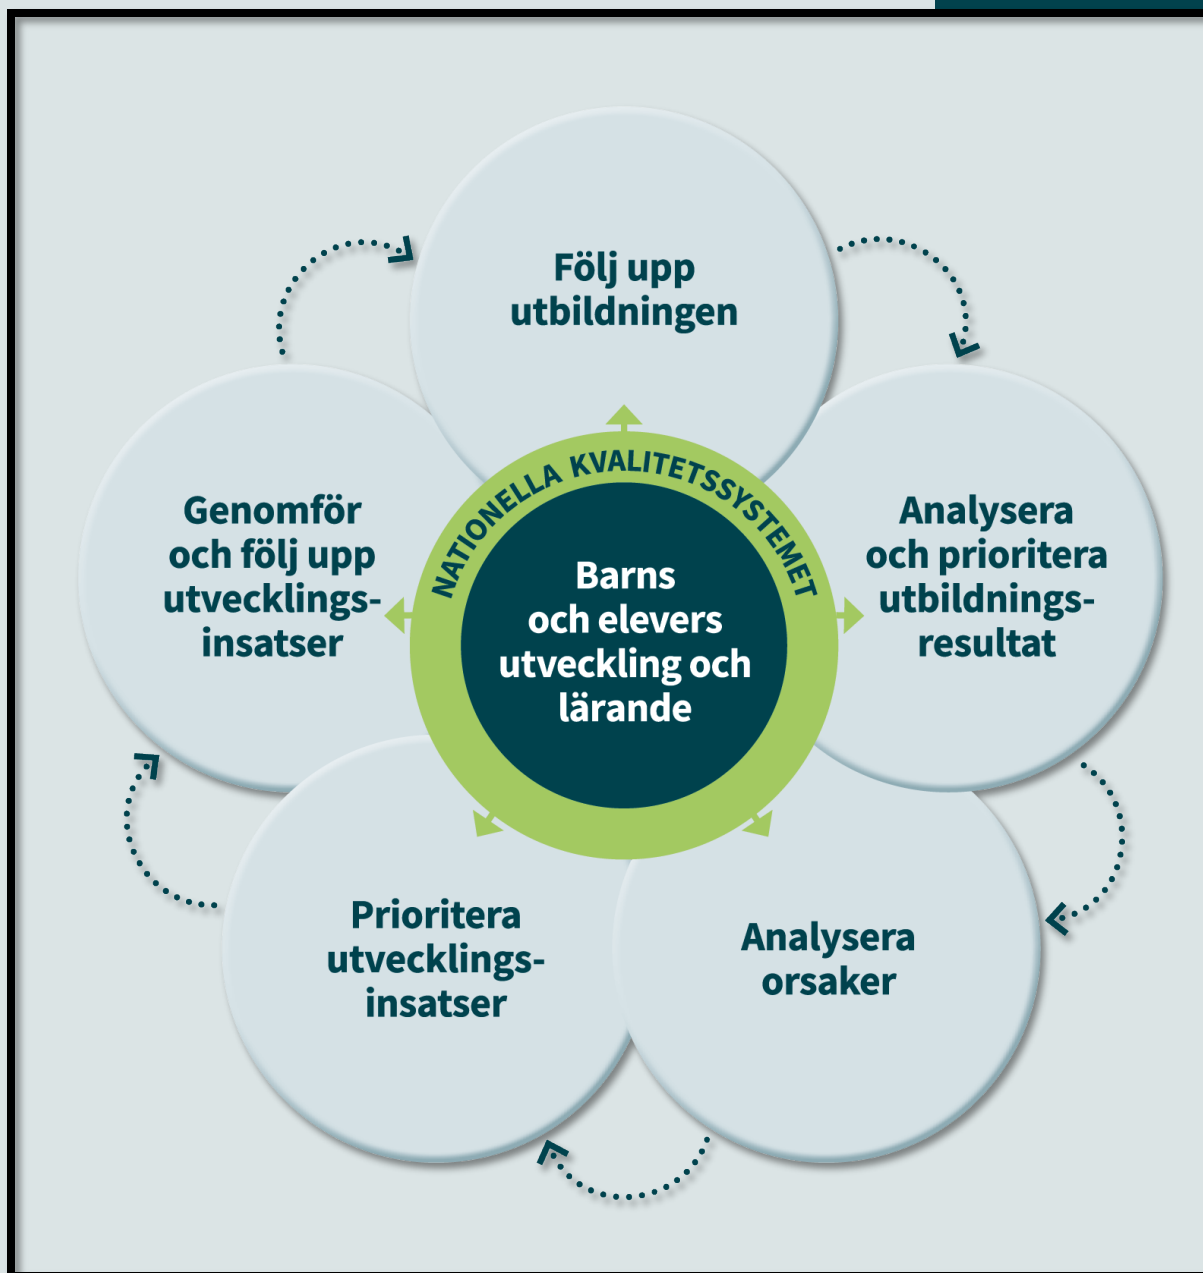 Följ upp
utbildningen
Analysera
och prioritera
utbildnings-
resultat
Analysera
orsaker
Prioritera
utvecklings-
insatser
Genomför
och följ upp
utvecklings-
insatser
NATIONELLA KVALITETSSYSTEMET
Barns
och elevers
utveckling och
lärande